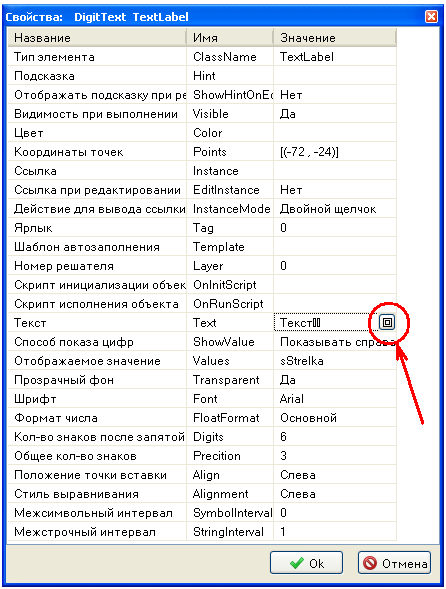 Свойства: DigitText TextLabel
Название Имя Значение
Тип элемента ClassName TextLabel
Подсказка Hint
Отображать подсказку при ре ShowHintOnEd Нет
Видимость при выполнении Visible Да
Цвет Color
Координаты точек Points [(-72 , -24)]
Ссылка Instance
Ссылка при редактировании EditInstance Нет
Действие для вывода ссылки InstanceMode Двойной щелчок
Ярлык Tag 0
Шаблон автозаполнения Template
Номер решателя Layer 0
Скрипт инициализации объек OnInitScript
Скрипт исполнения объекта OnRunScript
Текст Text Текст
Способ показа цифр ShowValue Показывать справа
Отображаемое значение Values sStrelka
Прозрачный фон Transparent Да
Шрифт Font Arial
Формат числа FloatFormat Основной
Кол-во знаков после запятой Digits 6
Общее кол-во знаков Precition 3
Положение точки вставки Align Слева
Стиль выравнивания Alignment Слева
Межсимвольный интервал SymbolInterval 0
Межстрочный интервал StringInterval 1
Ok Отмена